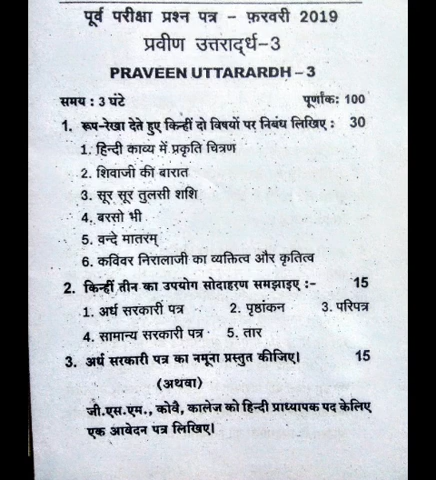 पूर्व परीक्षा प्रश्न पत्र – फ़रवरी 2019
प्रवीण उत्तरार्द्ध–3
PRAVEEN UTTARARDH – 3
समय : 3 घंटे पूर्णांक: 100
1. रूप-रेखा देते हुए किन्हीं दो विषयों पर निबंध लिखिए : 30
1. हिन्दी काव्य में प्रकृति चित्रण
2. शिवाजी की बारात
3. सूर सूर तुलसी शशि
4. बरसो भी
5. वन्दे मातरम्
6. कविवर निरालाजी का व्यक्तित्व और कृतित्व
2. किन्हीं तीन का उपयोग सोदाहरण समझाइए :- 15
1. अर्ध सरकारी पत्र 2. पृष्ठांकन 3. परिपत्र
4. सामान्य सरकारी पत्र 5. तार
3. अर्ध सरकारी पत्र का नमूना प्रस्तुत कीजिए। 15
(अथवा)
जी.एस.एम., कोवै, कालेज को हिन्दी प्राध्यापक पद केलिए
एक आवेदन पत्र लिखिए।